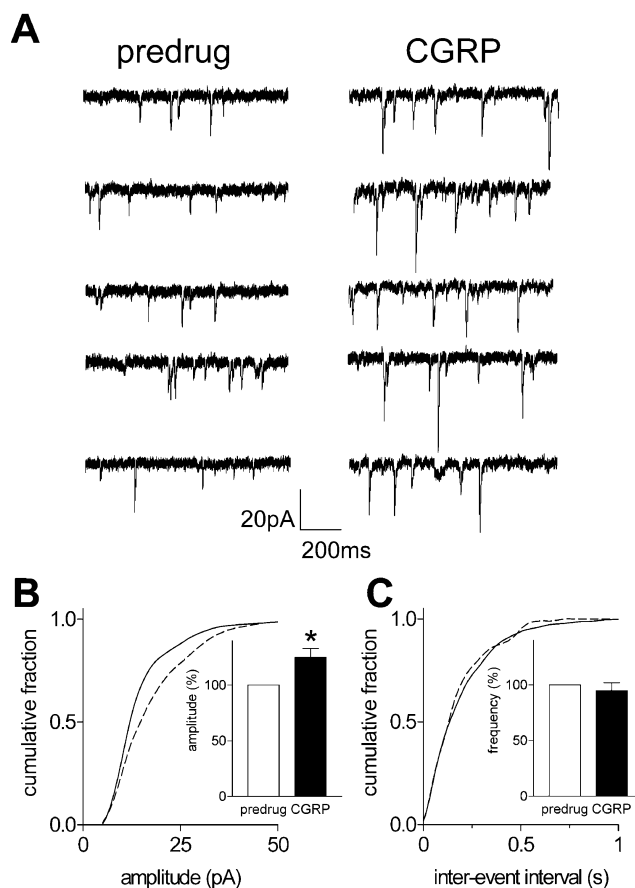 A
predrug CGRP
20pA
200ms
B
cumulative fraction
1.0
0.5
0.0
0 25 50
amplitude (pA)
amplitude (%)
100
50
0
*
predrug CGRP
C
cumulative fraction
1.0
0.5
0.0
0 0.5 1
inter-event interval (s)
frequency (%)
100
50
0
predrug CGRP